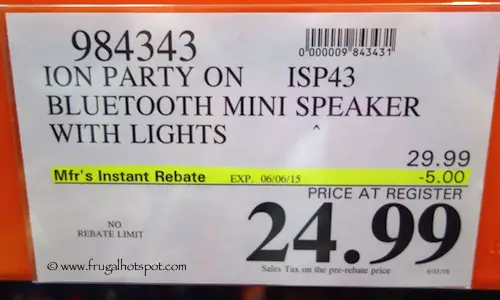 984343
0 000009 843431
ION PARTY ON ISP43
BLUETOOTH MINI SPEAKER
WITH LIGHTS
29.99
Mfr's Instant Rebate EXP. 06/06/15 -5.00
PRICE AT REGISTER
24.99
NO
REBATE LIMIT
Sales Tax on the pre-rebate price
© www.frugalhotspot.com